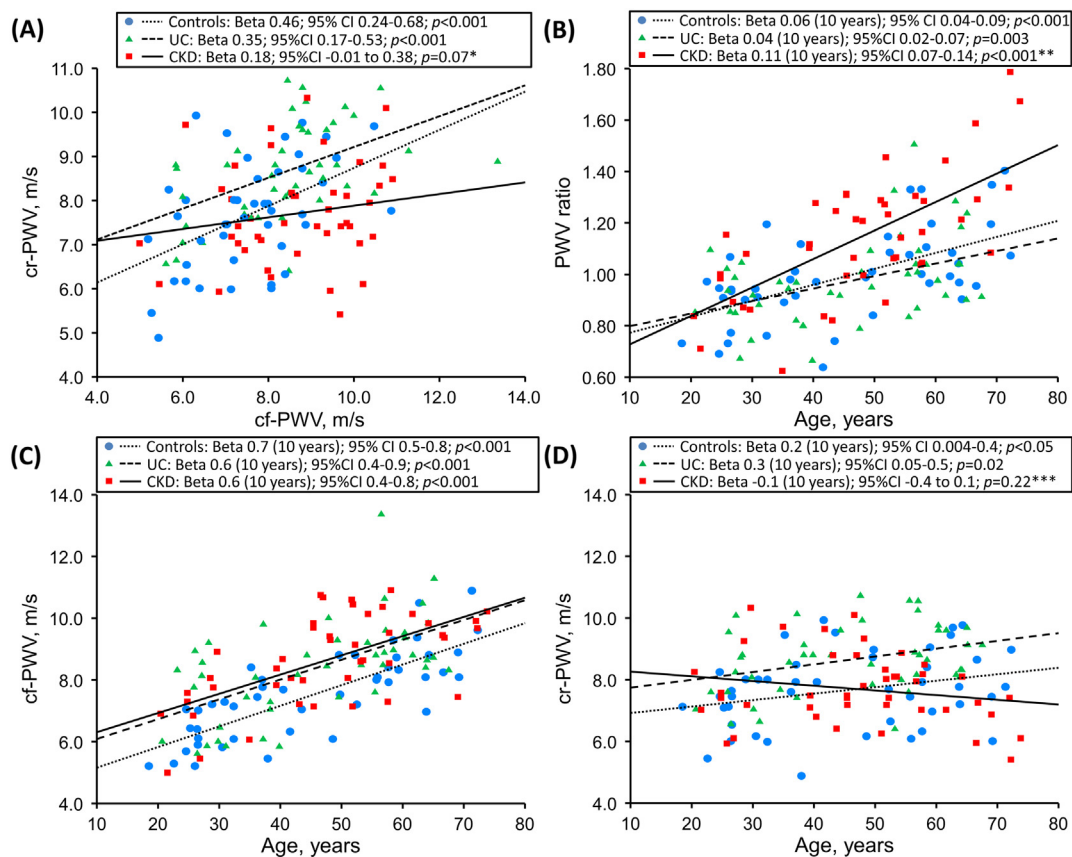 (A)
Controls: Beta 0.46; 95% CI 0.24-0.68; p<0.001
UC: Beta 0.35; 95%CI 0.17-0.53; p<0.001
CKD: Beta 0.18; 95%CI -0.01 to 0.38; p=0.07*
11.0
10.0
9.0
8.0
7.0
6.0
5.0
4.0
cr-PWV, m/s
4.0 6.0 8.0 10.0 12.0 14.0
cf-PWV, m/s
(B)
Controls: Beta 0.06 (10 years); 95% CI 0.04-0.09; p<0.001
UC: Beta 0.04 (10 years); 95%CI 0.02-0.07; p=0.003
CKD: Beta 0.11 (10 years); 95%CI 0.07-0.14; p<0.001**
1.80
1.60
1.40
1.20
1.00
0.80
0.60
PWV ratio
10 20 30 40 50 60 70 80
Age, years
(C)
Controls: Beta 0.7 (10 years); 95% CI 0.5-0.8; p<0.001
UC: Beta 0.6 (10 years); 95%CI 0.4-0.9; p<0.001
CKD: Beta 0.6 (10 years); 95%CI 0.4-0.8; p<0.001
14.0
12.0
10.0
8.0
6.0
4.0
cf-PWV, m/s
10 20 30 40 50 60 70 80
Age, years
(D)
Controls: Beta 0.2 (10 years); 95% CI 0.004-0.4; p<0.05
UC: Beta 0.3 (10 years); 95%CI 0.05-0.5; p=0.02
CKD: Beta -0.1 (10 years); 95%CI -0.4 to 0.1; p=0.22***
14.0
12.0
10.0
8.0
6.0
4.0
cr-PWV, m/s
10 20 30 40 50 60 70 80
Age, years